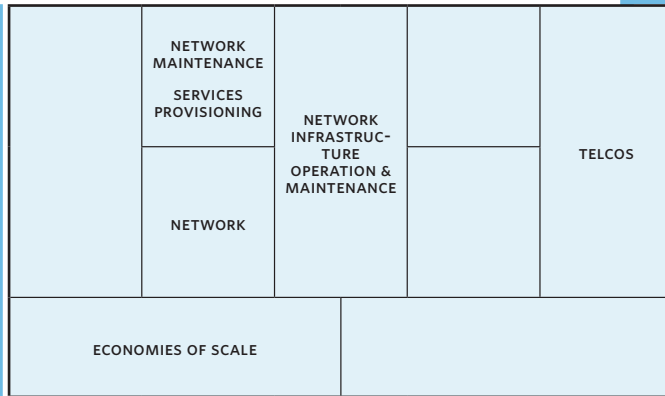 NETWORK
MAINTENANCE
SERVICES
PROVISIONING
NETWORK
NETWORK
INFRASTRUC-
TURE
OPERATION &
MAINTENANCE
TELCOS
ECONOMIES OF SCALE